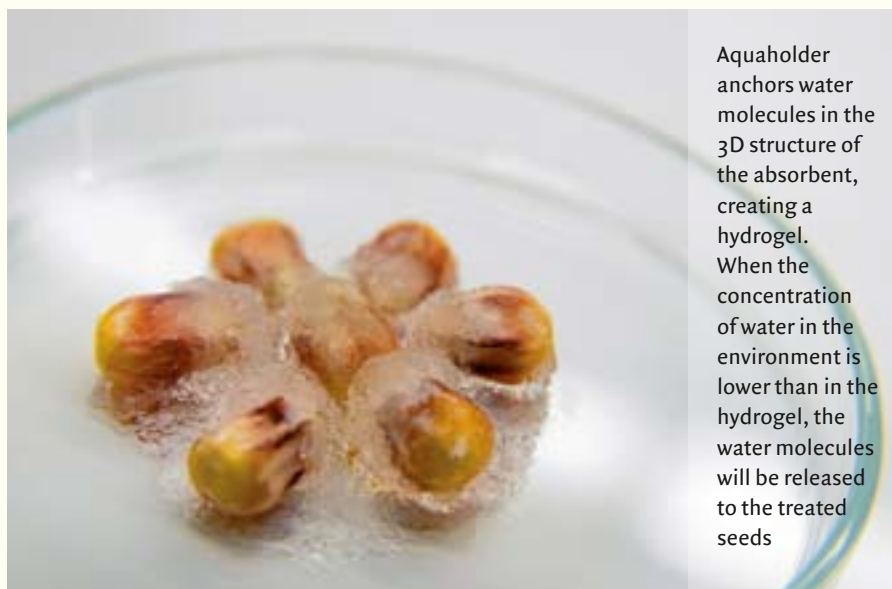 Aquaholder
anchors water
molecules in the
3D structure of
the absorbent,
creating a
hydrogel.
When the
concentration
of water in the
environment is
lower than in the
hydrogel, the
water molecules
will be released
to the treated
seeds